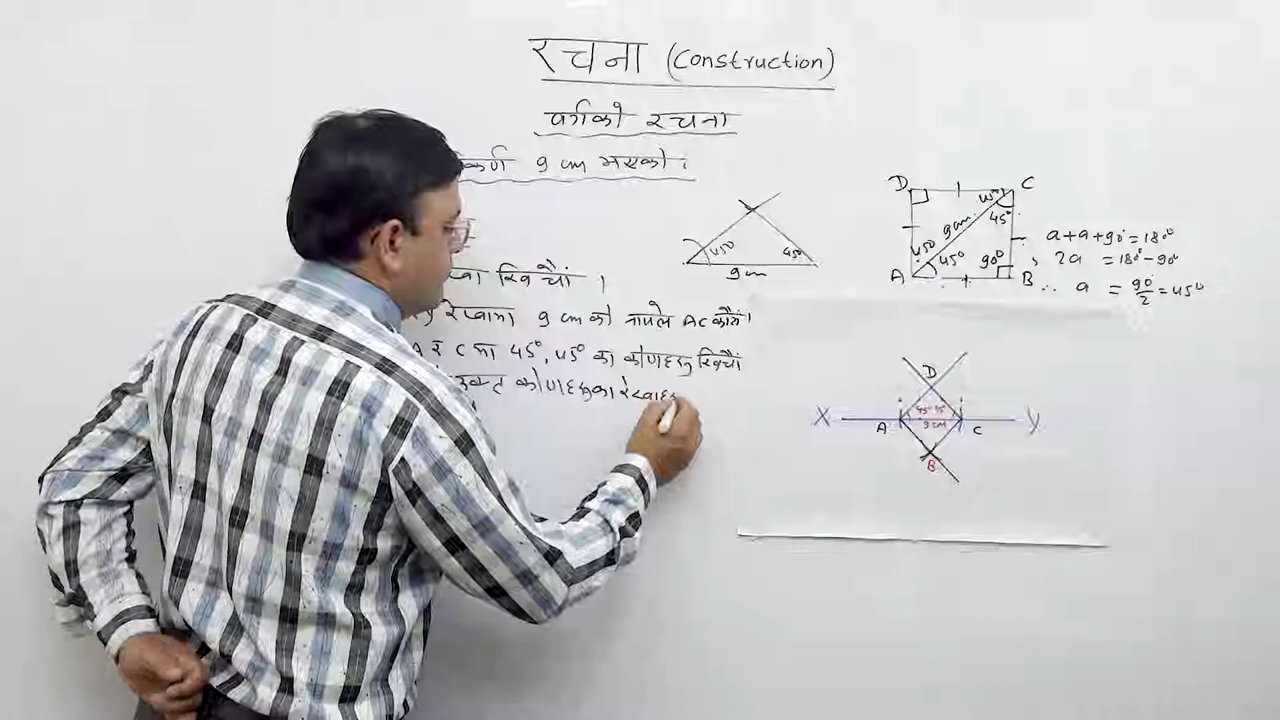 रचना (Construction)
वर्गको रचना
विकर्ण 9 cm भएको ।
खिचौं ।
रेखामा 9 cm को नापले AC काटौं ।
A र C मा 45°, 45° का कोणहरु खिचौं
कोणहरुका रेखाहरु
45°
45°
9 cm
D
C
45°
45°
9 cm
45°
45°
90°
A
B
a+a+90°=180°
2a = 180°-90°
∴ a = 90°/2 = 45°
D
45° 45°
X
A
9 cm
C
Y
B